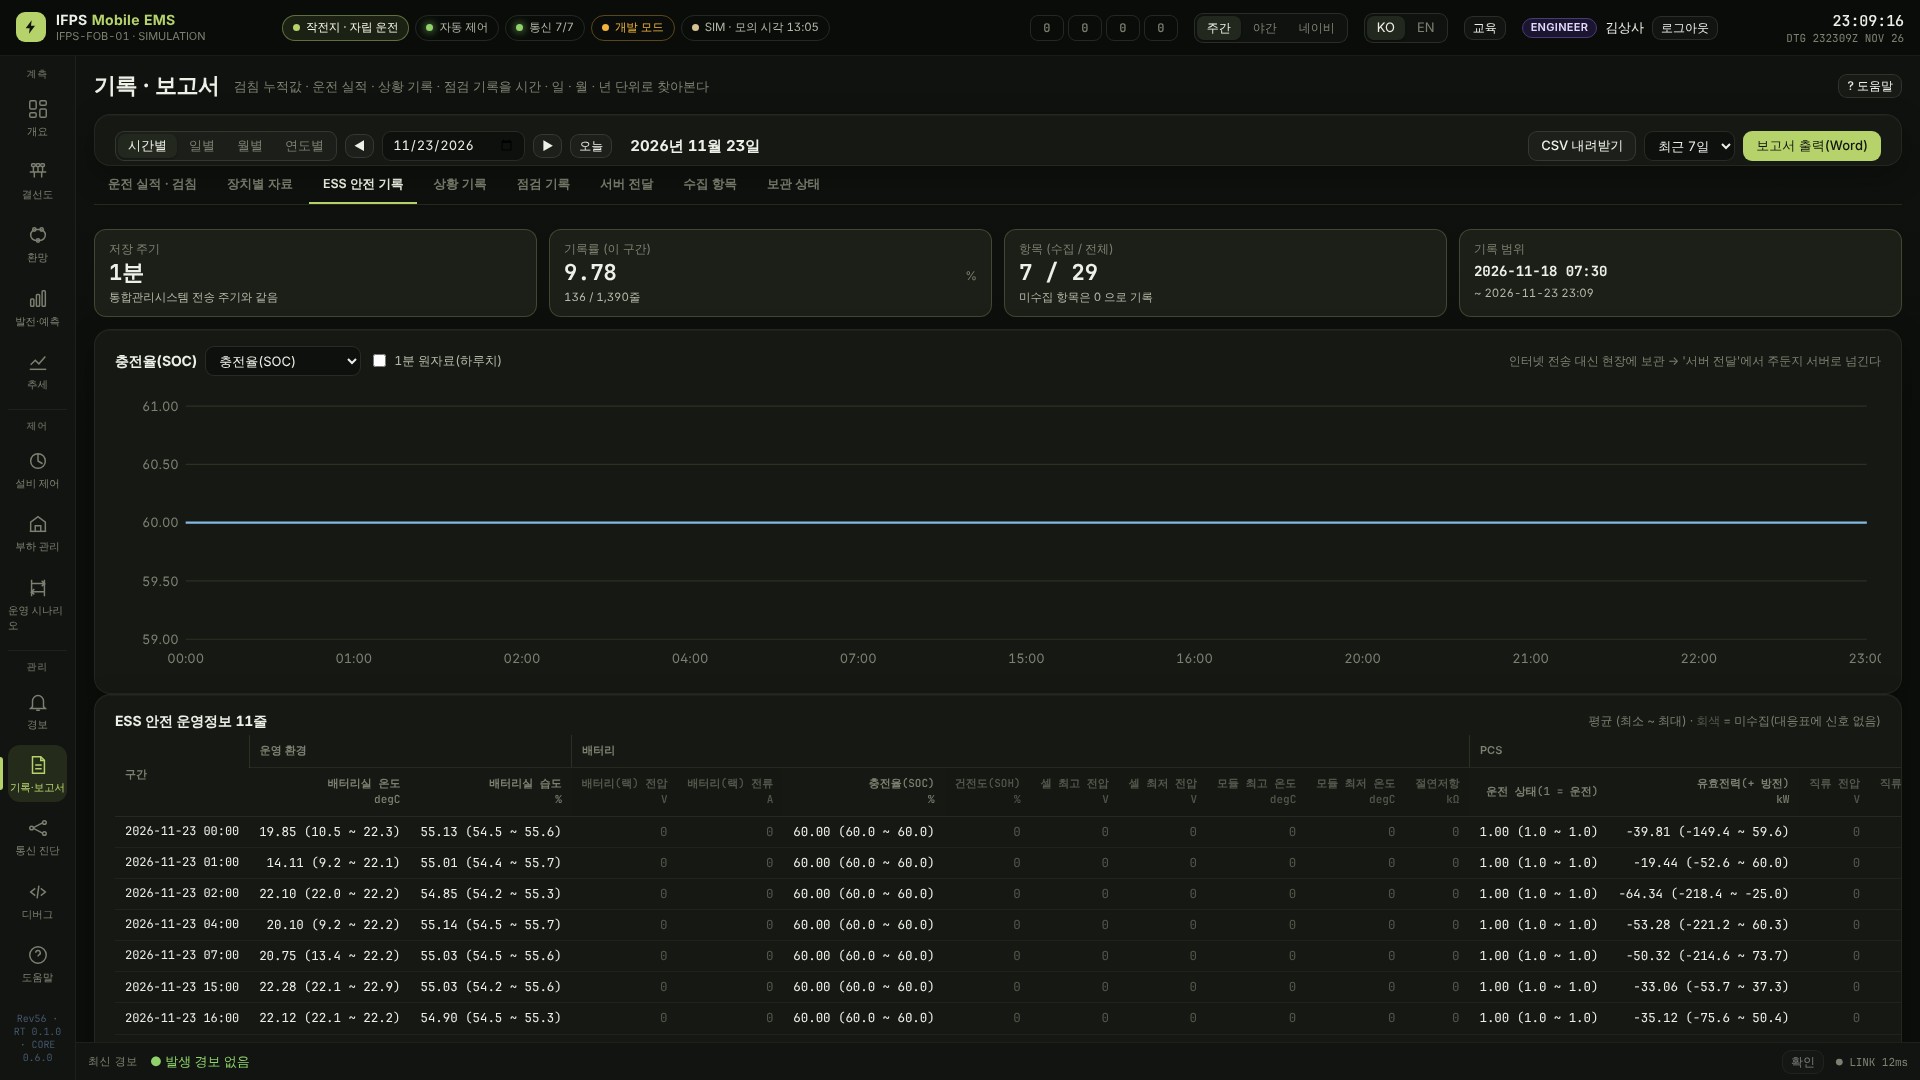 IFPS Mobile EMS
IFPS-FOB-01 · SIMULATION
작전지 · 자립 운전
자동 제어
통신 7/7
개발 모드
SIM · 모의 시각 13:05
0 0 0 0
주간 야간 네이비
KO EN
교육
ENGINEER 김상사 로그아웃
23:09:16
DTG 232309Z NOV 26
계측
개요
결선도
환망
발전·예측
추세
제어
설비 제어
부하 관리
운영 시나리
오
관리
경보
기록·보고서
통신 진단
디버그
도움말
Rev56 ·
RT 0.1.0
· CORE
0.6.0
기록 · 보고서
검침 누적값 · 운전 실적 · 상황 기록 · 점검 기록을 시간 · 일 · 월 · 년 단위로 찾아본다
? 도움말
시간별 일별 월별 연도별
◀ 11/23/2026 ▶ 오늘 2026년 11월 23일
CSV 내려받기 최근 7일 보고서 출력(Word)
운전 실적 · 검침 장치별 자료 ESS 안전 기록 상황 기록 점검 기록 서버 전달 수집 항목 보관 상태
저장 주기
1분
통합관리시스템 전송 주기와 같음
기록률 (이 구간)
9.78 %
136 / 1,390줄
항목 (수집 / 전체)
7 / 29
미수집 항목은 0 으로 기록
기록 범위
2026-11-18 07:30
~ 2026-11-23 23:09
충전율(SOC) 충전율(SOC) 1분 원자료(하루치)
인터넷 전송 대신 현장에 보관 → '서버 전달'에서 주둔지 서버로 넘긴다
61.00
60.50
60.00
59.50
59.00
00:00 01:00 02:00 04:00 07:00 15:00 16:00 20:00 21:00 22:00 23:00
ESS 안전 운영정보 11줄
평균 (최소 ~ 최대) · 회색 = 미수집(대응표에 신호 없음)
구간 운영 환경 배터리 PCS
배터리실 온도 배터리실 습도 배터리(랙) 전압 배터리(랙) 전류 충전율(SOC) 건전도(SOH) 셀 최고 전압 셀 최저 전압 모듈 최고 온도 모듈 최저 온도 절연저항 운전 상태(1 = 운전) 유효전력(+ 방전) 직류 전압 직류
degC % V A % % V V degC degC kΩ kW V
2026-11-23 00:00 19.85 (10.5 ~ 22.3) 55.13 (54.5 ~ 55.6) 0 0 60.00 (60.0 ~ 60.0) 0 0 0 0 0 0 1.00 (1.0 ~ 1.0) -39.81 (-149.4 ~ 59.6) 0
2026-11-23 01:00 14.11 (9.2 ~ 22.1) 55.01 (54.4 ~ 55.7) 0 0 60.00 (60.0 ~ 60.0) 0 0 0 0 0 0 1.00 (1.0 ~ 1.0) -19.44 (-52.6 ~ 60.0) 0
2026-11-23 02:00 22.10 (22.0 ~ 22.2) 54.85 (54.2 ~ 55.3) 0 0 60.00 (60.0 ~ 60.0) 0 0 0 0 0 0 1.00 (1.0 ~ 1.0) -64.34 (-218.4 ~ -25.0) 0
2026-11-23 04:00 20.10 (9.2 ~ 22.2) 55.14 (54.5 ~ 55.7) 0 0 60.00 (60.0 ~ 60.0) 0 0 0 0 0 0 1.00 (1.0 ~ 1.0) -53.28 (-221.2 ~ 60.3) 0
2026-11-23 07:00 20.75 (13.4 ~ 22.2) 55.03 (54.5 ~ 55.6) 0 0 60.00 (60.0 ~ 60.0) 0 0 0 0 0 0 1.00 (1.0 ~ 1.0) -50.32 (-214.6 ~ 73.7) 0
2026-11-23 15:00 22.28 (22.1 ~ 22.9) 55.03 (54.2 ~ 55.6) 0 0 60.00 (60.0 ~ 60.0) 0 0 0 0 0 0 1.00 (1.0 ~ 1.0) -33.06 (-53.7 ~ 37.3) 0
2026-11-23 16:00 22.12 (22.1 ~ 22.2) 54.90 (54.5 ~ 55.3) 0 0 60.00 (60.0 ~ 60.0) 0 0 0 0 0 0 1.00 (1.0 ~ 1.0) -35.12 (-75.6 ~ 50.4) 0
최신 경보 발생 경보 없음
확인 LINK 12ms